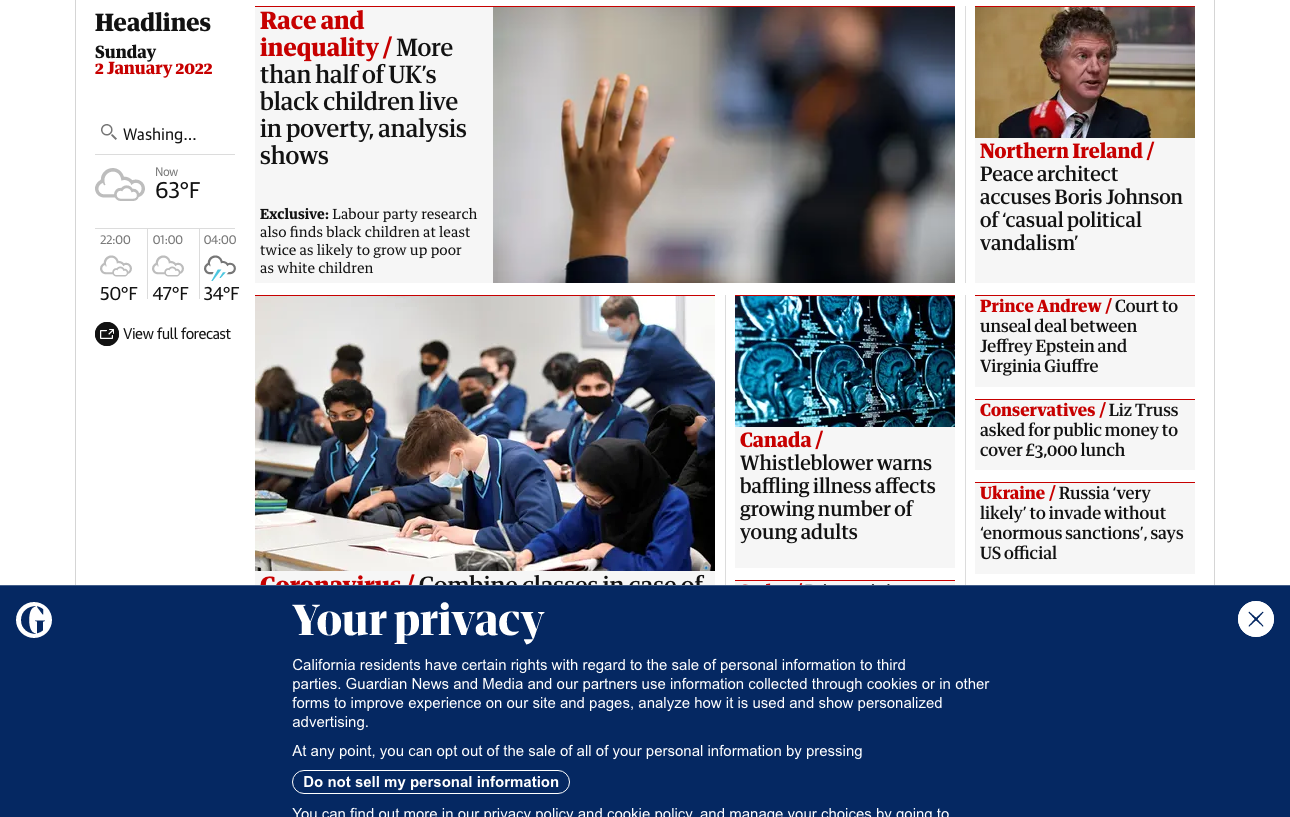 Headlines
Sunday
2 January 2022
Washing...
Now
63°F
22:00
50°F
01:00
47°F
04:00
34°F
View full forecast
Race and
inequality / More
than half of UK’s
black children live
in poverty, analysis
shows
Exclusive: Labour party research
also finds black children at least
twice as likely to grow up poor
as white children
Northern Ireland /
Peace architect
accuses Boris Johnson
of ‘casual political
vandalism’
Coronavirus / Combine classes in case of
Canada /
Whistleblower warns
baffling illness affects
growing number of
young adults
Prince Andrew / Court to
unseal deal between
Jeffrey Epstein and
Virginia Giuffre
Conservatives / Liz Truss
asked for public money to
cover £3,000 lunch
Ukraine / Russia ‘very
likely’ to invade without
‘enormous sanctions’, says
US official
G
Your privacy
California residents have certain rights with regard to the sale of personal information to third
parties. Guardian News and Media and our partners use information collected through cookies or in other
forms to improve experience on our site and pages, analyze how it is used and show personalized
advertising.
At any point, you can opt out of the sale of all of your personal information by pressing
Do not sell my personal information
You can find out more in our privacy policy and cookie policy, and manage your choices by going to